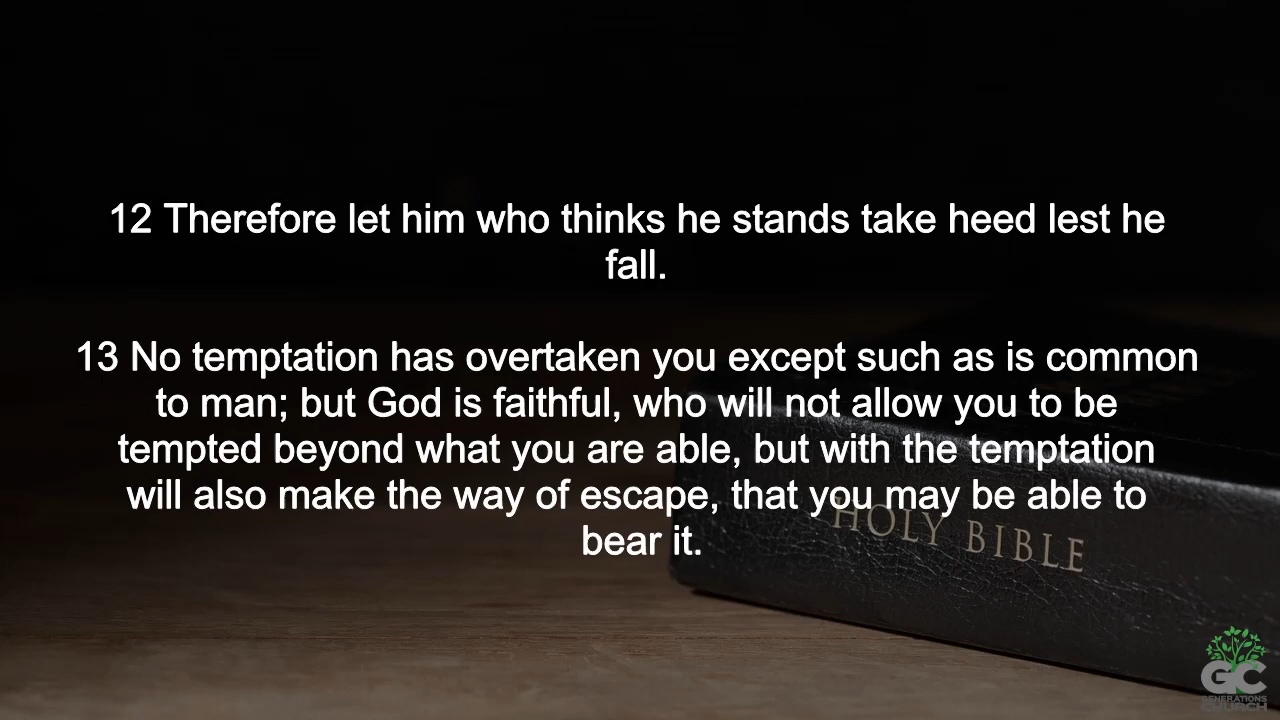 12 Therefore let him who thinks he stands take heed lest he
fall.
13 No temptation has overtaken you except such as is common
to man; but God is faithful, who will not allow you to be
tempted beyond what you are able, but with the temptation
will also make the way of escape, that you may be able to
bear it.
HOLY BIBLE
GC
GENERATIONS
CHURCH